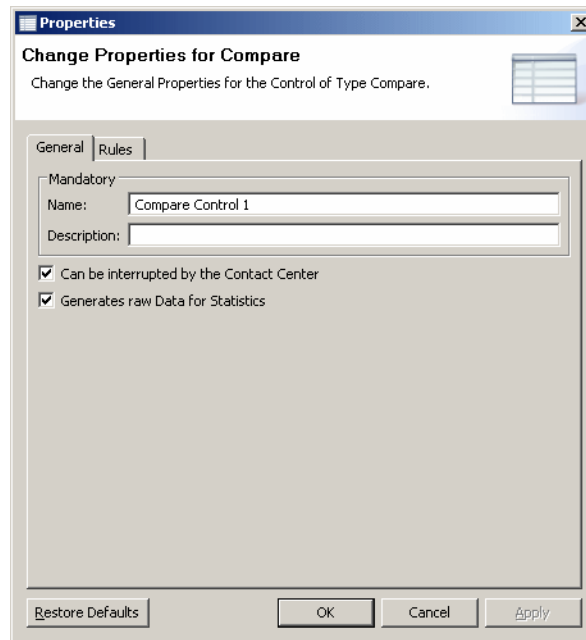 Properties
Change Properties for Compare
Change the General Properties for the Control of Type Compare.
General Rules
Mandatory
Name: Compare Control 1
Description:
Can be interrupted by the Contact Center
Generates raw Data for Statistics
Restore Defaults OK Cancel Apply